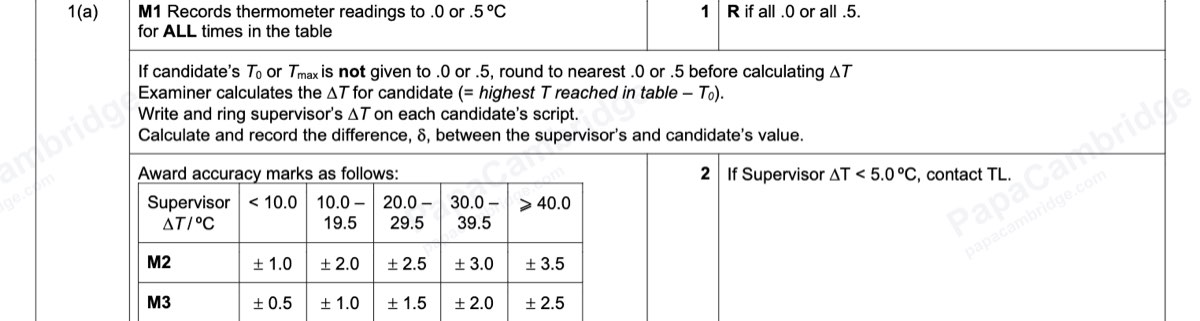 1(a) M1 Records thermometer readings to .0 or .5 °C 1 R if all .0 or all .5.
for ALL times in the table
If candidate's T0 or Tmax is not given to .0 or .5, round to nearest .0 or .5 before calculating ΔT
Examiner calculates the ΔT for candidate (= highest T reached in table – T0).
Write and ring supervisor's ΔT on each candidate's script.
Calculate and record the difference, δ, between the supervisor's and candidate's value.
Award accuracy marks as follows: 2 If Supervisor ΔT < 5.0 °C, contact TL.
Supervisor < 10.0 10.0 – 20.0 – 30.0 – ⩾ 40.0
ΔT / °C 19.5 29.5 39.5
M2 ± 1.0 ± 2.0 ± 2.5 ± 3.0 ± 3.5
M3 ± 0.5 ± 1.0 ± 1.5 ± 2.0 ± 2.5
PapaCambridge
papacambridge.com